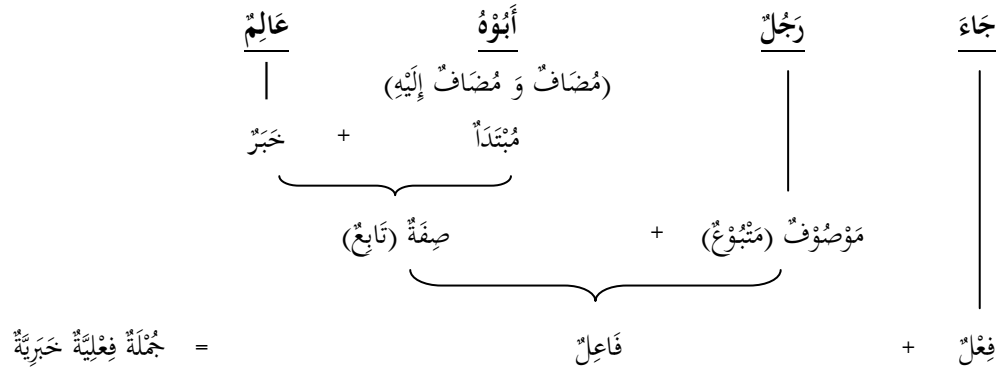 جَاءَ رَجُلٌ أَبُوْهُ عَالِمٌ
(مُضَافٌ وَ مُضَافٌ إِلَيْهِ)
مُبْتَدَأٌ + خَبَرٌ
مَوْصُوْفٌ (مَتْبُوْعٌ) + صِفَةٌ (تَابِعٌ)
فِعْلٌ + فَاعِلٌ = جُمْلَةٌ فِعْلِيَّةٌ خَبَرِيَّةٌ